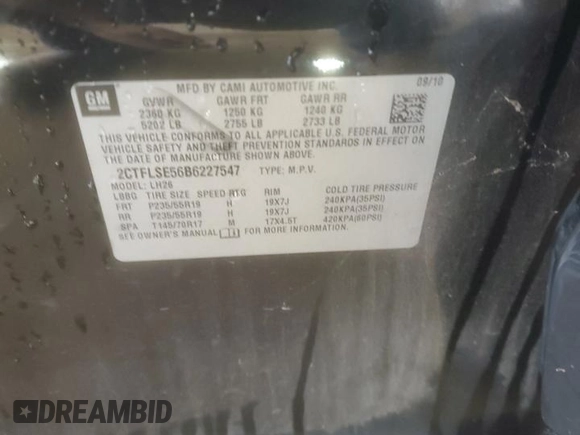 GM
MFD BY CAMI AUTOMOTIVE INC. 09/10
GVWR GAWR FRT GAWR RR
2360 KG 1250 KG 1240 KG
5202 LB 2755 LB 2733 LB
THIS VEHICLE CONFORMS TO ALL APPLICABLE U.S. FEDERAL MOTOR
VEHICLE SAFETY AND THEFT PREVENTION STANDARDS IN EFFECT ON
THE DATE OF MANUFACTURE SHOWN ABOVE.
2CTFLSE56B6227547 TYPE: M.P.V.
MODEL: LH26
LBBG TIRE SIZE SPEED RTG RIM COLD TIRE PRESSURE
FRT P235/55R19 H 19X7J 240KPA(35PSI)
RR P235/55R19 H 19X7J 240KPA(35PSI)
SPA T145/70R17 M 17X4.5T 420KPA(60PSI)
SEE OWNER'S MANUAL FOR MORE INFORMATION.
DREAMBID